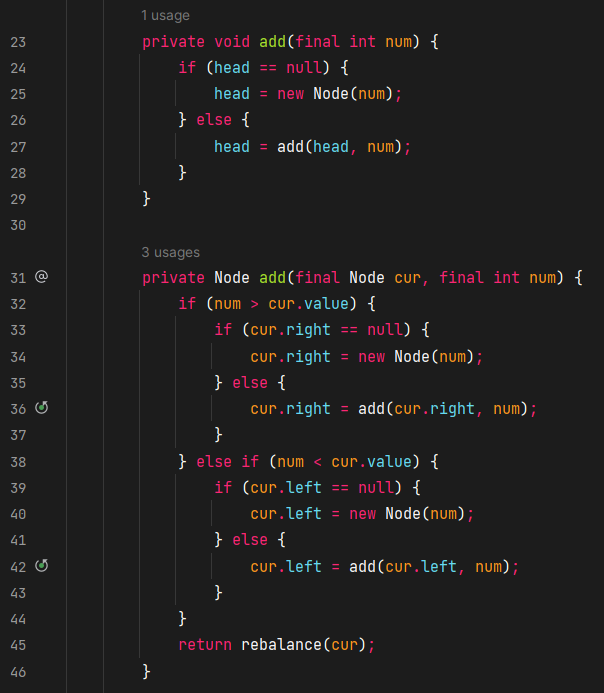 1 usage
23 private void add(final int num) {
24 if (head == null) {
25 head = new Node(num);
26 } else {
27 head = add(head, num);
28 }
29 }
30
3 usages
31 @ private Node add(final Node cur, final int num) {
32 if (num > cur.value) {
33 if (cur.right == null) {
34 cur.right = new Node(num);
35 } else {
36 cur.right = add(cur.right, num);
37 }
38 } else if (num < cur.value) {
39 if (cur.left == null) {
40 cur.left = new Node(num);
41 } else {
42 cur.left = add(cur.left, num);
43 }
44 }
45 return rebalance(cur);
46 }